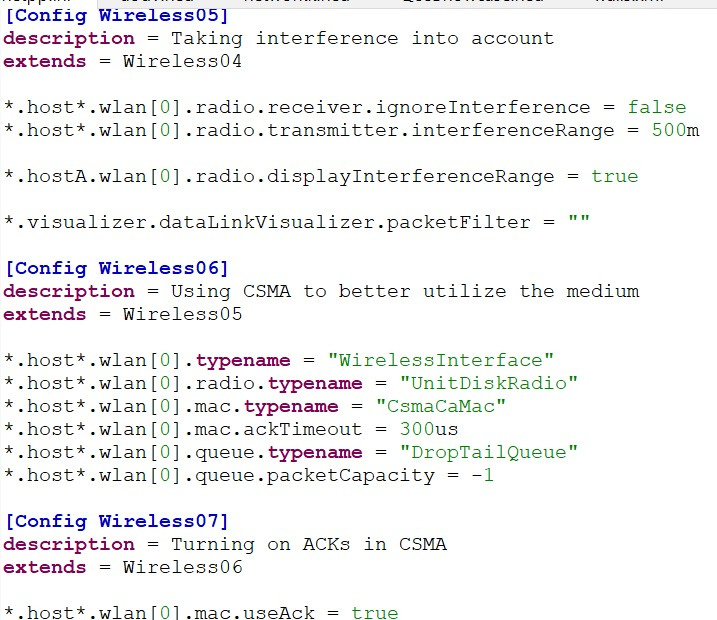 [Config Wireless05]
description = Taking interference into account
extends = Wireless04
*.host*.wlan[0].radio.receiver.ignoreInterference = false
*.host*.wlan[0].radio.transmitter.interferenceRange = 500m
*.hostA.wlan[0].radio.displayInterferenceRange = true
*.visualizer.dataLinkVisualizer.packetFilter = ""
[Config Wireless06]
description = Using CSMA to better utilize the medium
extends = Wireless05
*.host*.wlan[0].typename = "WirelessInterface"
*.host*.wlan[0].radio.typename = "UnitDiskRadio"
*.host*.wlan[0].mac.typename = "CsmaCaMac"
*.host*.wlan[0].mac.ackTimeout = 300us
*.host*.wlan[0].queue.typename = "DropTailQueue"
*.host*.wlan[0].queue.packetCapacity = -1
[Config Wireless07]
description = Turning on ACKs in CSMA
extends = Wireless06
*.host*.wlan[0].mac.useAck = true